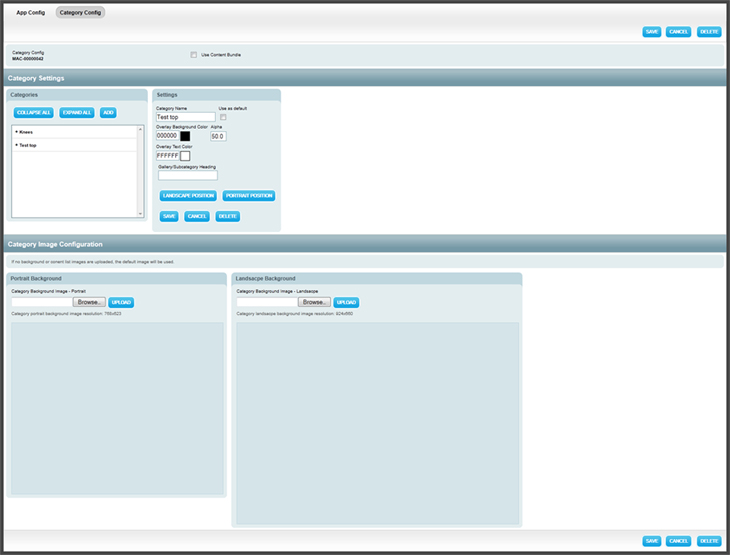 App Config Category Config
SAVE CANCEL DELETE
Category Config
MAC-00000042
Use Content Bundle
Category Settings
Categories
COLLAPSE ALL EXPAND ALL ADD
Knees
Test top
Settings
Category Name Use as default
Test top
Overlay Background Color Alpha
000000 50.0
Overlay Text Color
FFFFFF
Gallery/Subcategory Heading
LANDSCAPE POSITION PORTRAIT POSITION
SAVE CANCEL DELETE
Category Image Configuration
If no background or conent list images are uploaded, the default image will be used.
Portrait Background
Category Background Image - Portrait
Browse.. UPLOAD
Category portrait background image resolution: 768x823
Landsacpe Background
Category Background Image - Landscape
Browse.. UPLOAD
Category landscape background image resolution: 924x660
SAVE CANCEL DELETE